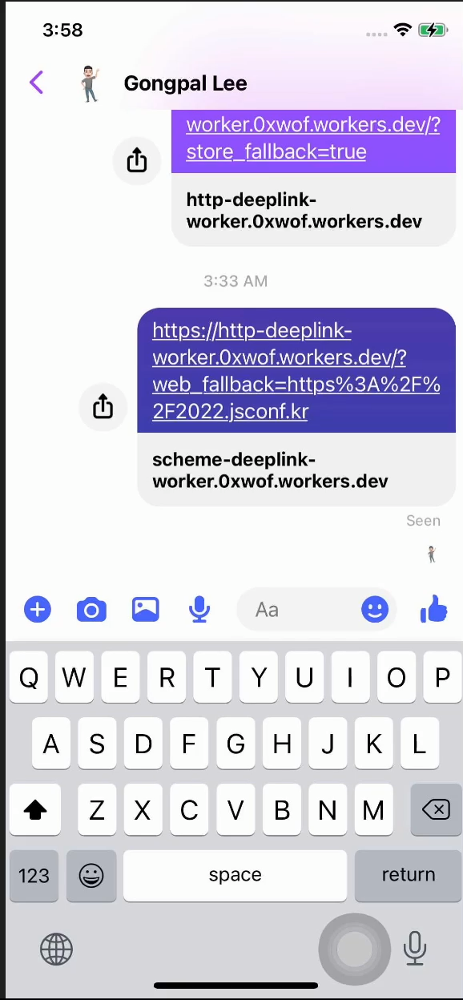 3:58
Gongpal Lee
worker.0xwof.workers.dev/?
store_fallback=true
http-deeplink-
worker.0xwof.workers.dev
3:33 AM
https://http-deeplink-
worker.0xwof.workers.dev/?
web_fallback=https%3A%2F%
2F2022.jsconf.kr
scheme-deeplink-
worker.0xwof.workers.dev
Seen
Aa
Q W E R T Y U I O P
A S D F G H J K L
Z X C V B N M
123 space return